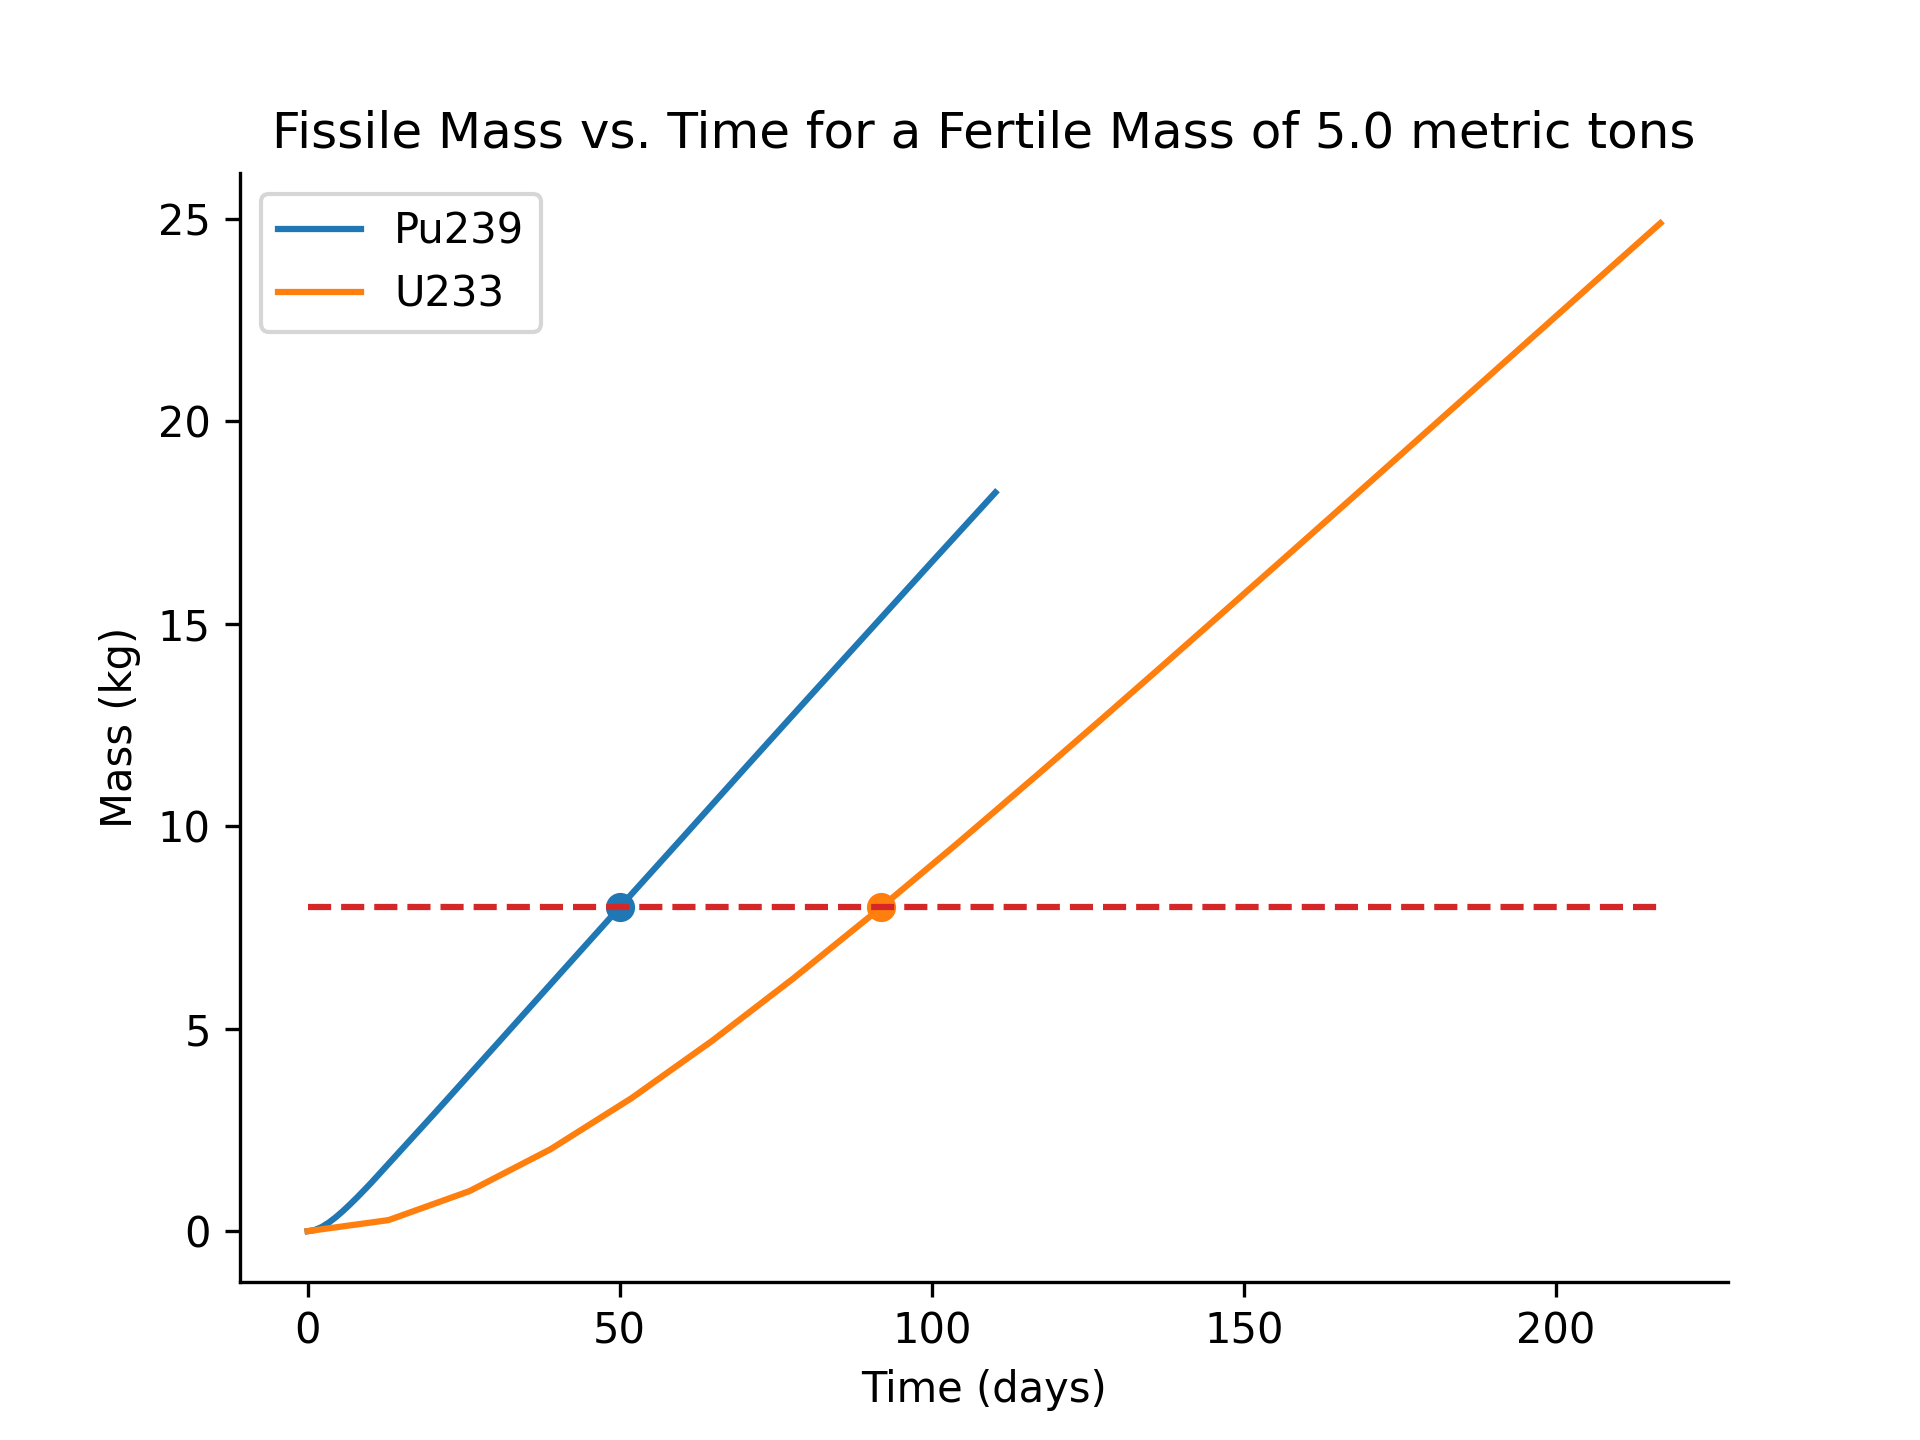 Fissile Mass vs. Time for a Fertile Mass of 5.0 metric tons
Pu239
U233
25
20
15
10
5
0
Mass (kg)
0 50 100 150 200
Time (days)